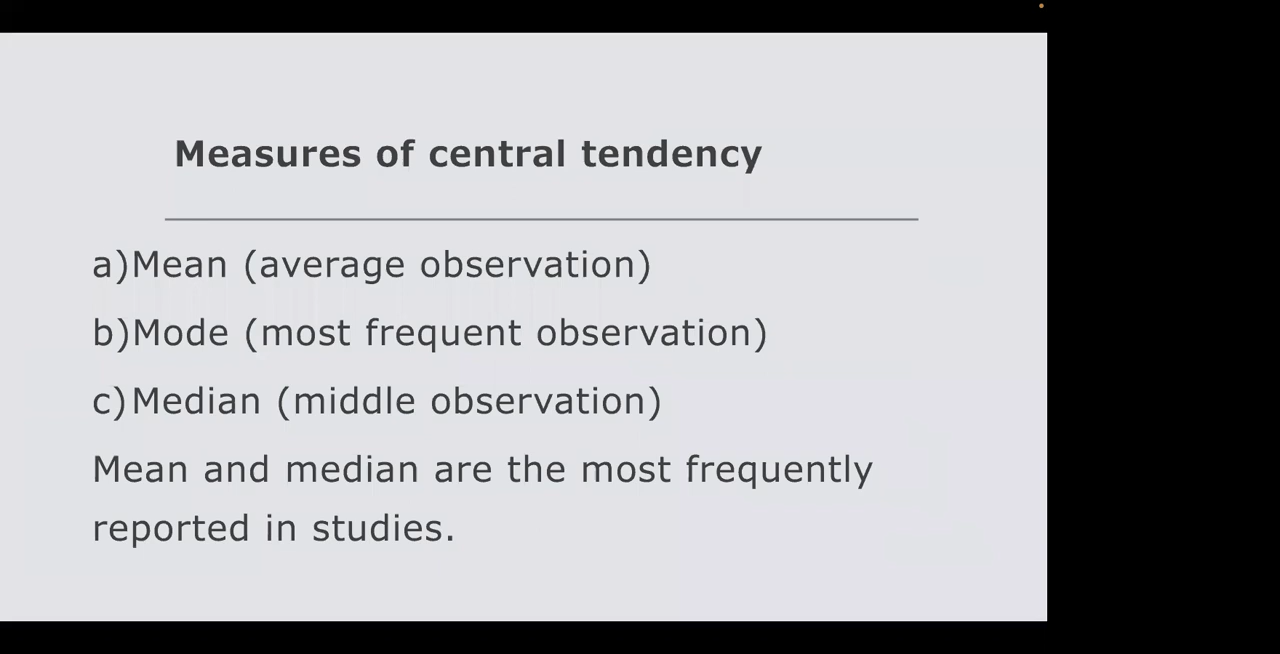 Measures of central tendency
a)Mean (average observation)
b)Mode (most frequent observation)
c)Median (middle observation)
Mean and median are the most frequently
reported in studies.